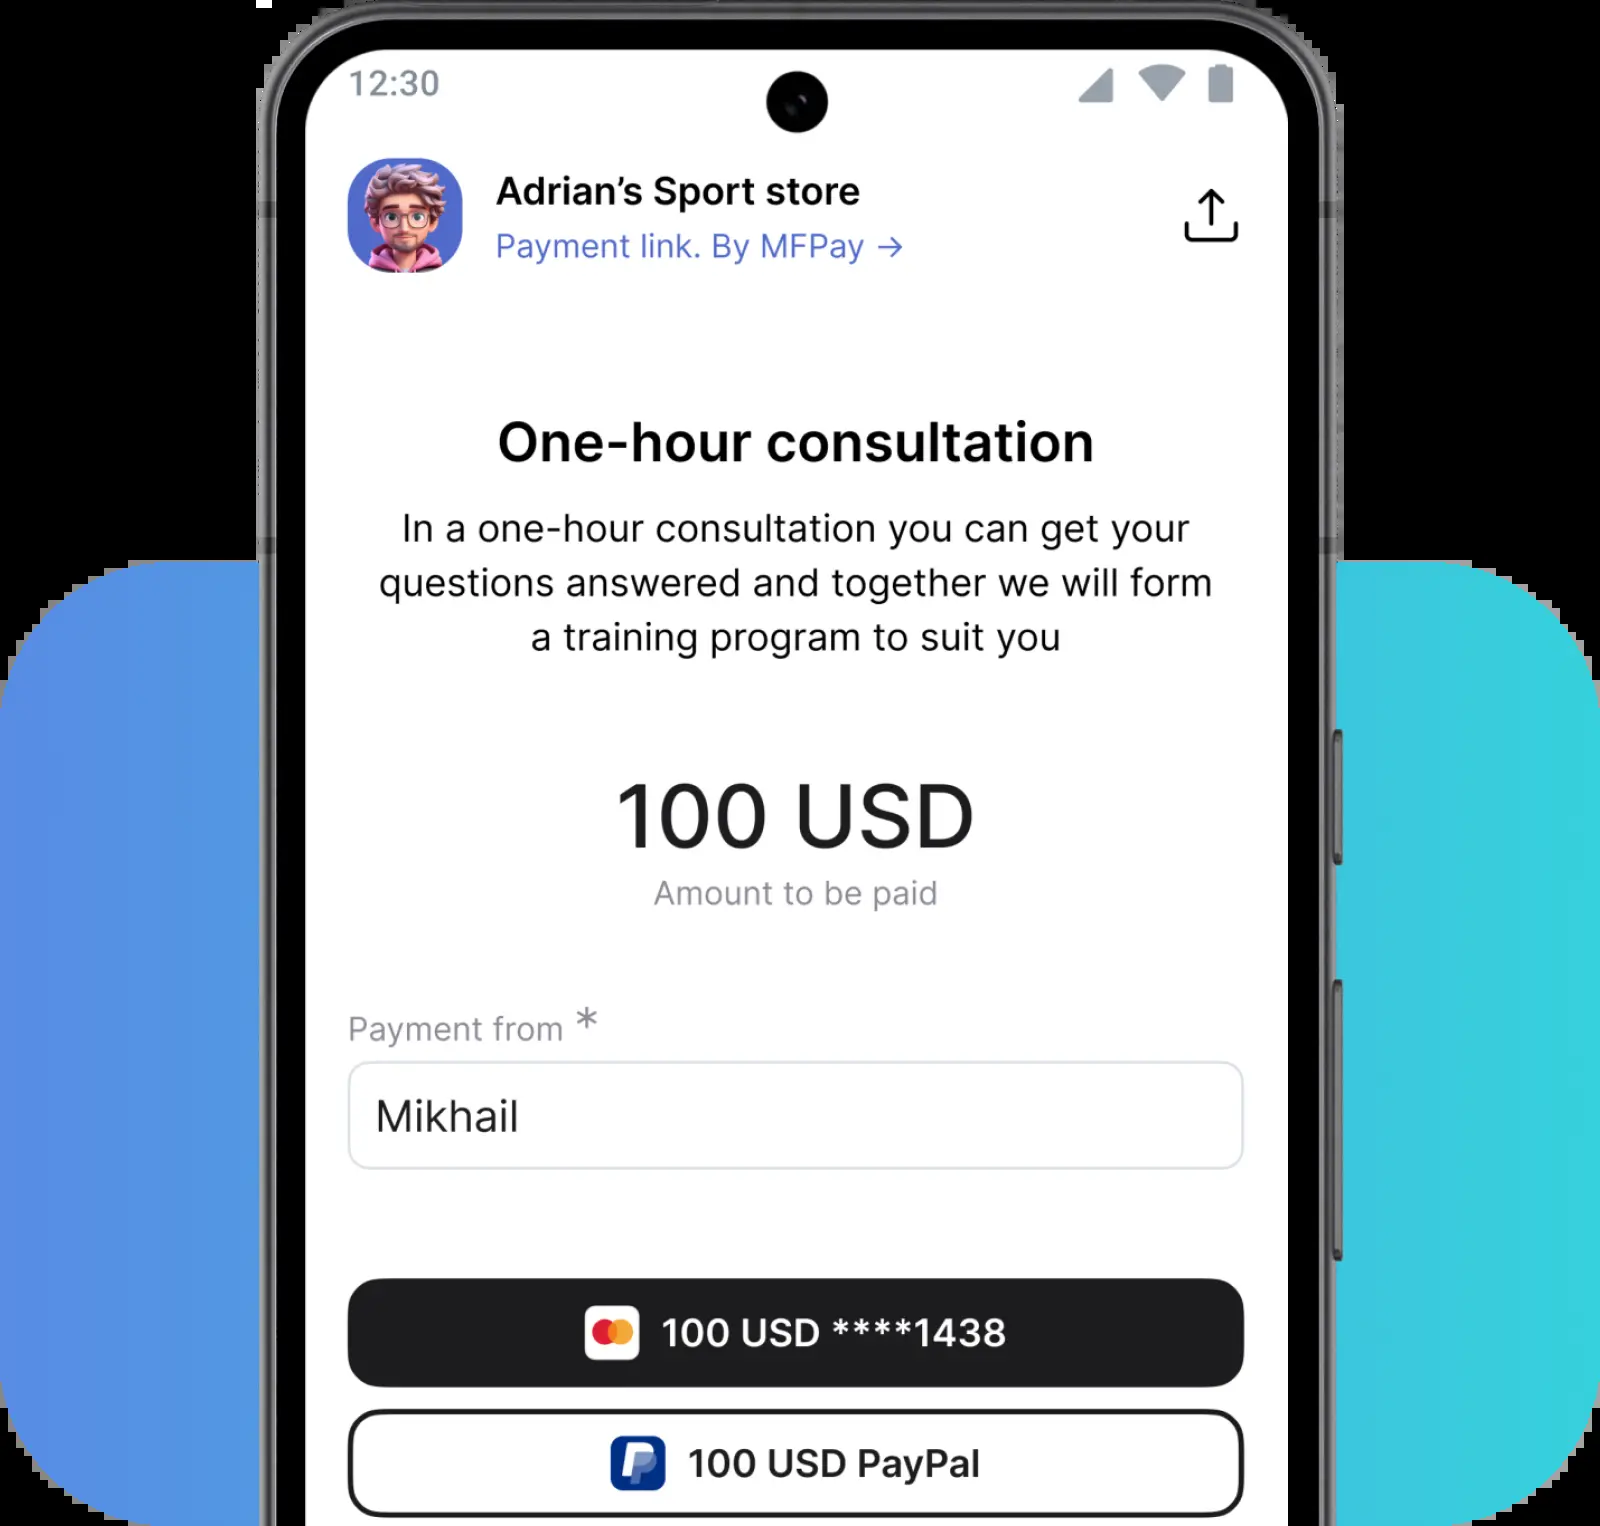 12:30
Adrian’s Sport store
Payment link. By MFPay →
One-hour consultation
In a one-hour consultation you can get your
questions answered and together we will form
a training program to suit you
100 USD
Amount to be paid
Payment from *
Mikhail
100 USD ****1438
100 USD PayPal